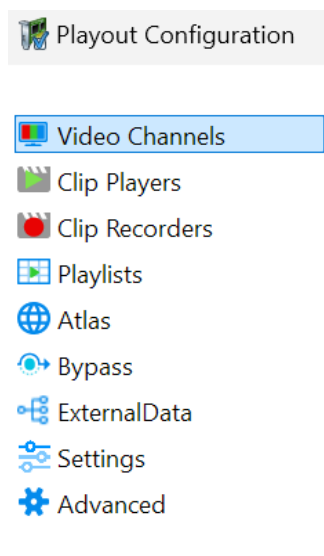 Playout Configuration
Video Channels
Clip Players
Clip Recorders
Playlists
Atlas
Bypass
ExternalData
Settings
Advanced